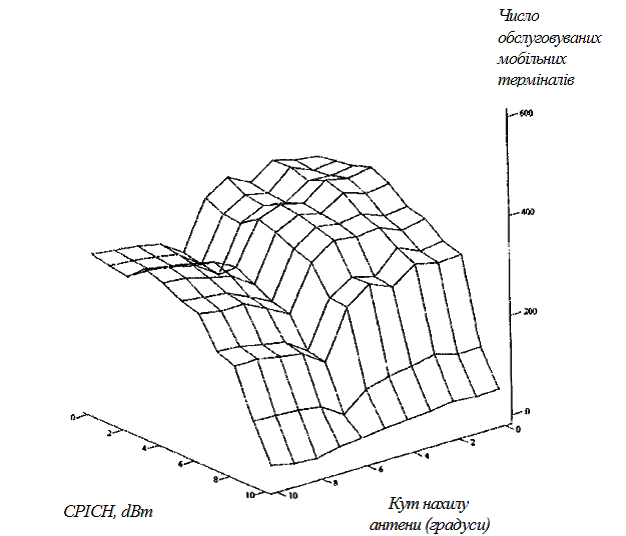 Число
обслуговуваних
мобільних
терміналів
600
400
200
0
0
2
4
6
8
10
10
8
6
4
2
0
CPICH, dBm
Кут нахилу
антени (градуси)